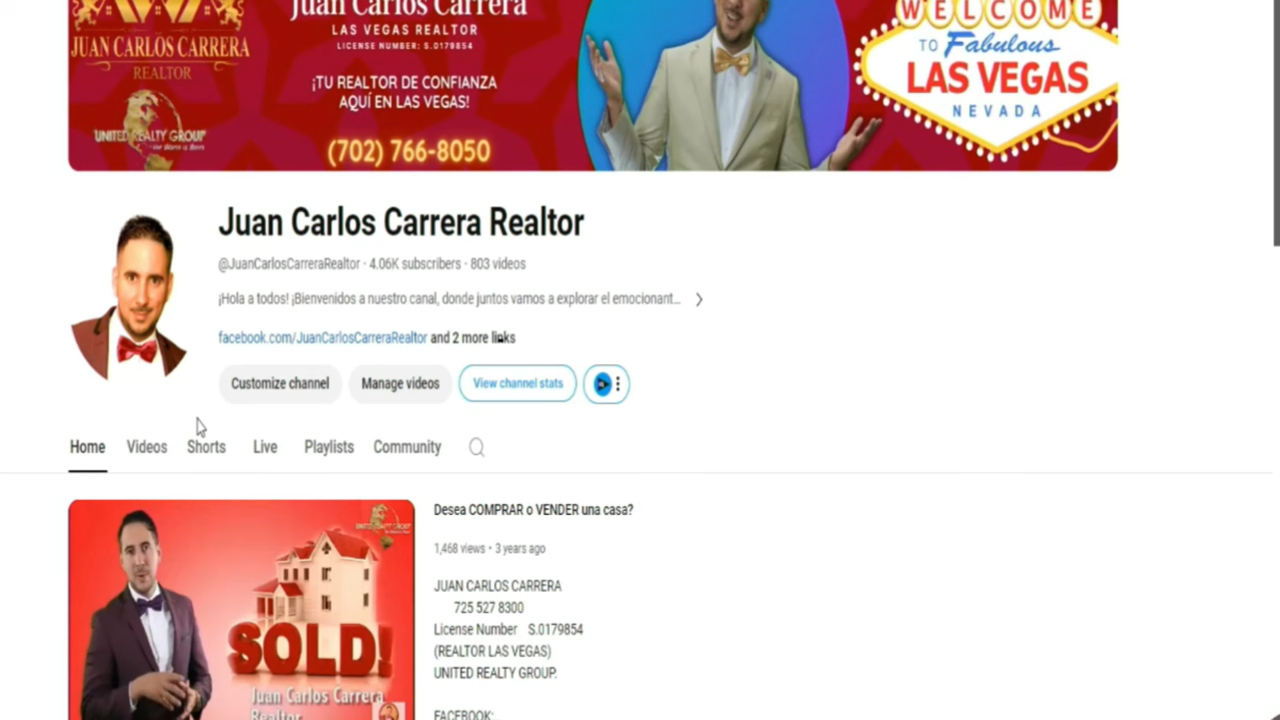 JUAN CARLOS CARRERA
REALTOR
UNITED REALTY GROUP
Juan Carlos Carrera
LAS VEGAS REALTOR
LICENSE NUMBER: S.0179854
¡TU REALTOR DE CONFIANZA
AQUÍ EN LAS VEGAS!
(702) 766-8050
WELCOME
TO Fabulous
LAS VEGAS
NEVADA
Juan Carlos Carrera Realtor
@JuanCarlosCarreraRealtor · 4.06K subscribers · 803 videos
¡Hola a todos! ¡Bienvenidos a nuestro canal, donde juntos vamos a explorar el emocionant...
facebook.com/JuanCarlosCarreraRealtor and 2 more links
Customize channel
Manage videos
View channel stats
Home
Videos
Shorts
Live
Playlists
Community
SOLD!
Juan Carlos Carrera
Realtor
Desea COMPRAR o VENDER una casa?
1,468 views • 3 years ago
JUAN CARLOS CARRERA
725 527 8300
License Number S.0179854
(REALTOR LAS VEGAS)
UNITED REALTY GROUP.
FACEBOOK: